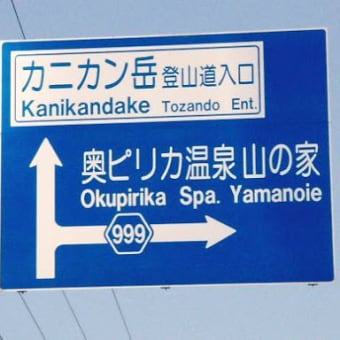 カニカン岳 登山道入口
Kanikandake Tozando Ent.
奥ピリカ温泉 山の家
Okupirika Spa. Yamanoie
999